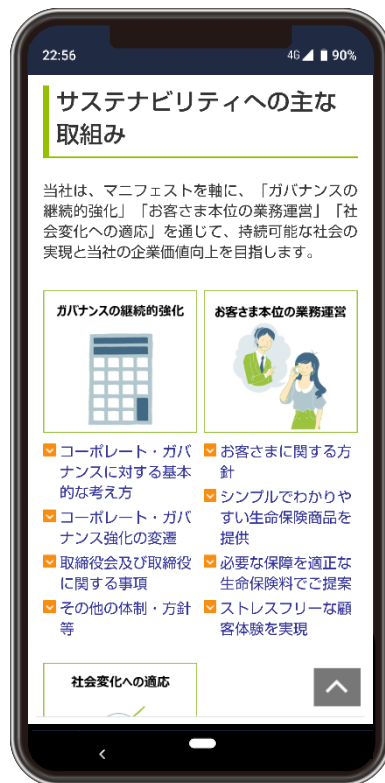 22:56
4G 90%
サステナビリティへの主な
取組み
当社は、マニフェストを軸に、「ガバナンスの
継続的強化」「お客さま本位の業務運営」「社
会変化への適応」を通じて、持続可能な社会の
実現と当社の企業価値向上を目指します。
ガバナンスの継続的強化
コーポレート・ガバ
ナンスに対する基本
的な考え方
コーポレート・ガバ
ナンス強化の変遷
取締役会及び取締役
に関する事項
その他の体制・方針
等
お客さま本位の業務運営
お客さまに関する方
針
シンプルでわかりや
すい生命保険商品を
提供
必要な保障を適正な
生命保険料でご提案
ストレスフリーな顧
客体験を実現
社会変化への適応